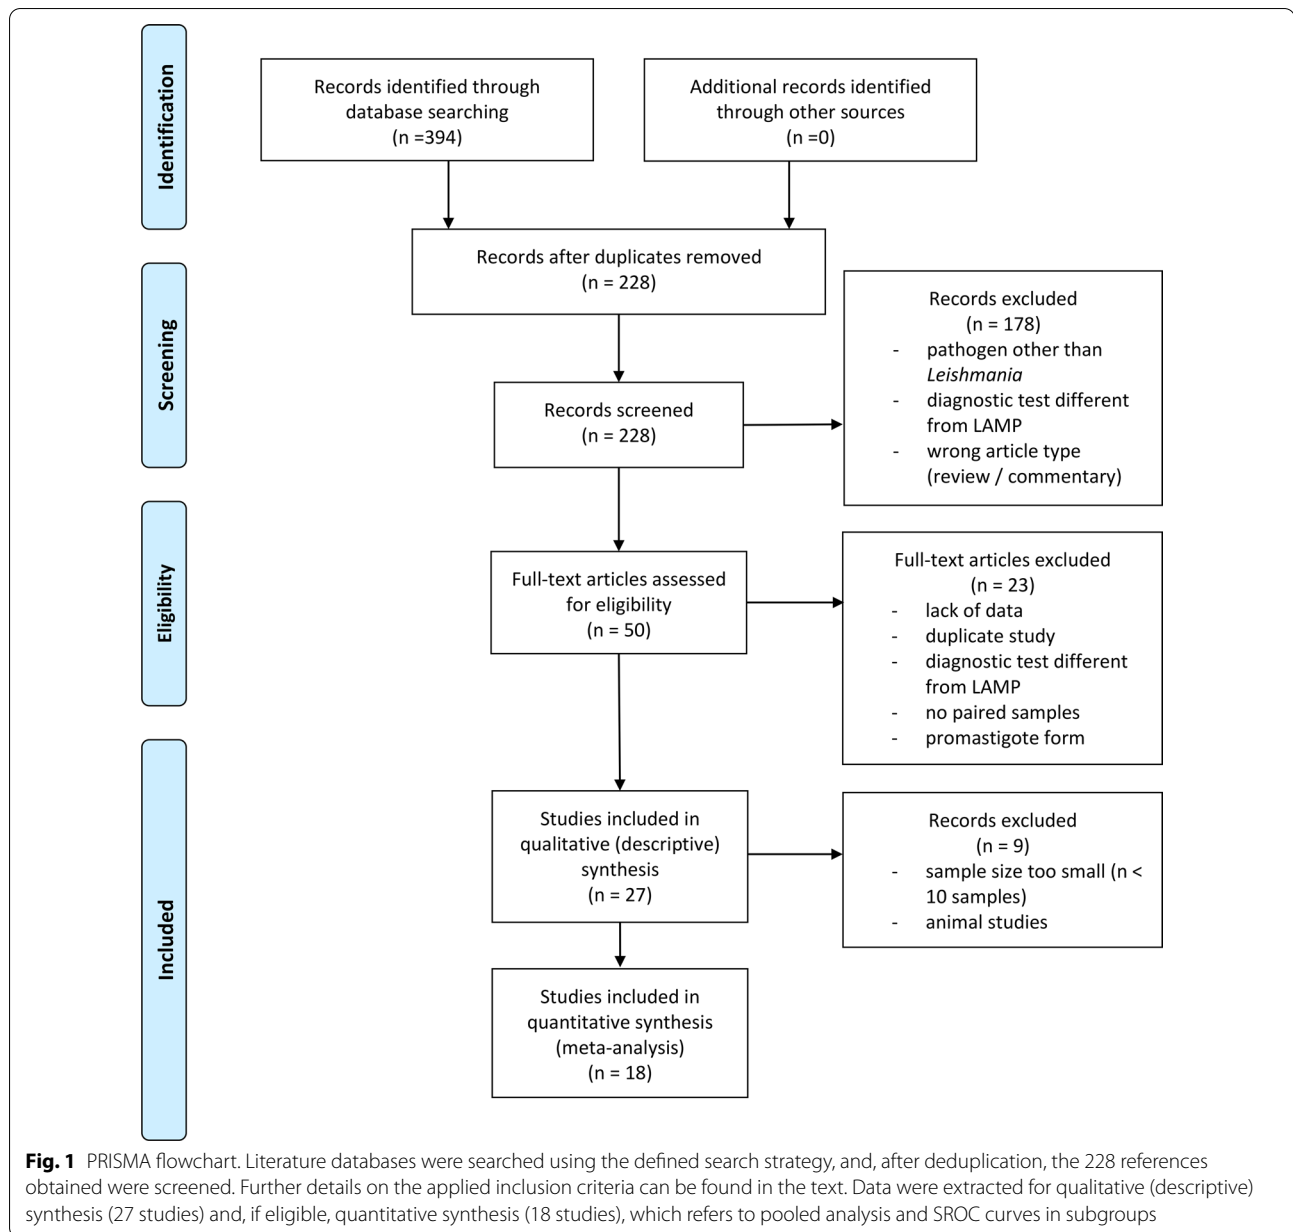 Identification
Records identified through
database searching
(n =394)
Additional records identified
through other sources
(n =0)
Records after duplicates removed
(n = 228)
Screening
Records screened
(n = 228)
Records excluded
(n = 178)
- pathogen other than
Leishmania
- diagnostic test different
from LAMP
- wrong article type
(review / commentary)
Eligibility
Full-text articles assessed
for eligibility
(n = 50)
Full-text articles excluded
(n = 23)
- lack of data
- duplicate study
- diagnostic test different
from LAMP
- no paired samples
- promastigote form
Included
Studies included in
qualitative (descriptive)
synthesis
(n = 27)
Records excluded
(n = 9)
- sample size too small (n <
10 samples)
- animal studies
Studies included in
quantitative synthesis
(meta-analysis)
(n = 18)
Fig. 1 PRISMA flowchart. Literature databases were searched using the defined search strategy, and, after deduplication, the 228 references
obtained were screened. Further details on the applied inclusion criteria can be found in the text. Data were extracted for qualitative (descriptive)
synthesis (27 studies) and, if eligible, quantitative synthesis (18 studies), which refers to pooled analysis and SROC curves in subgroups